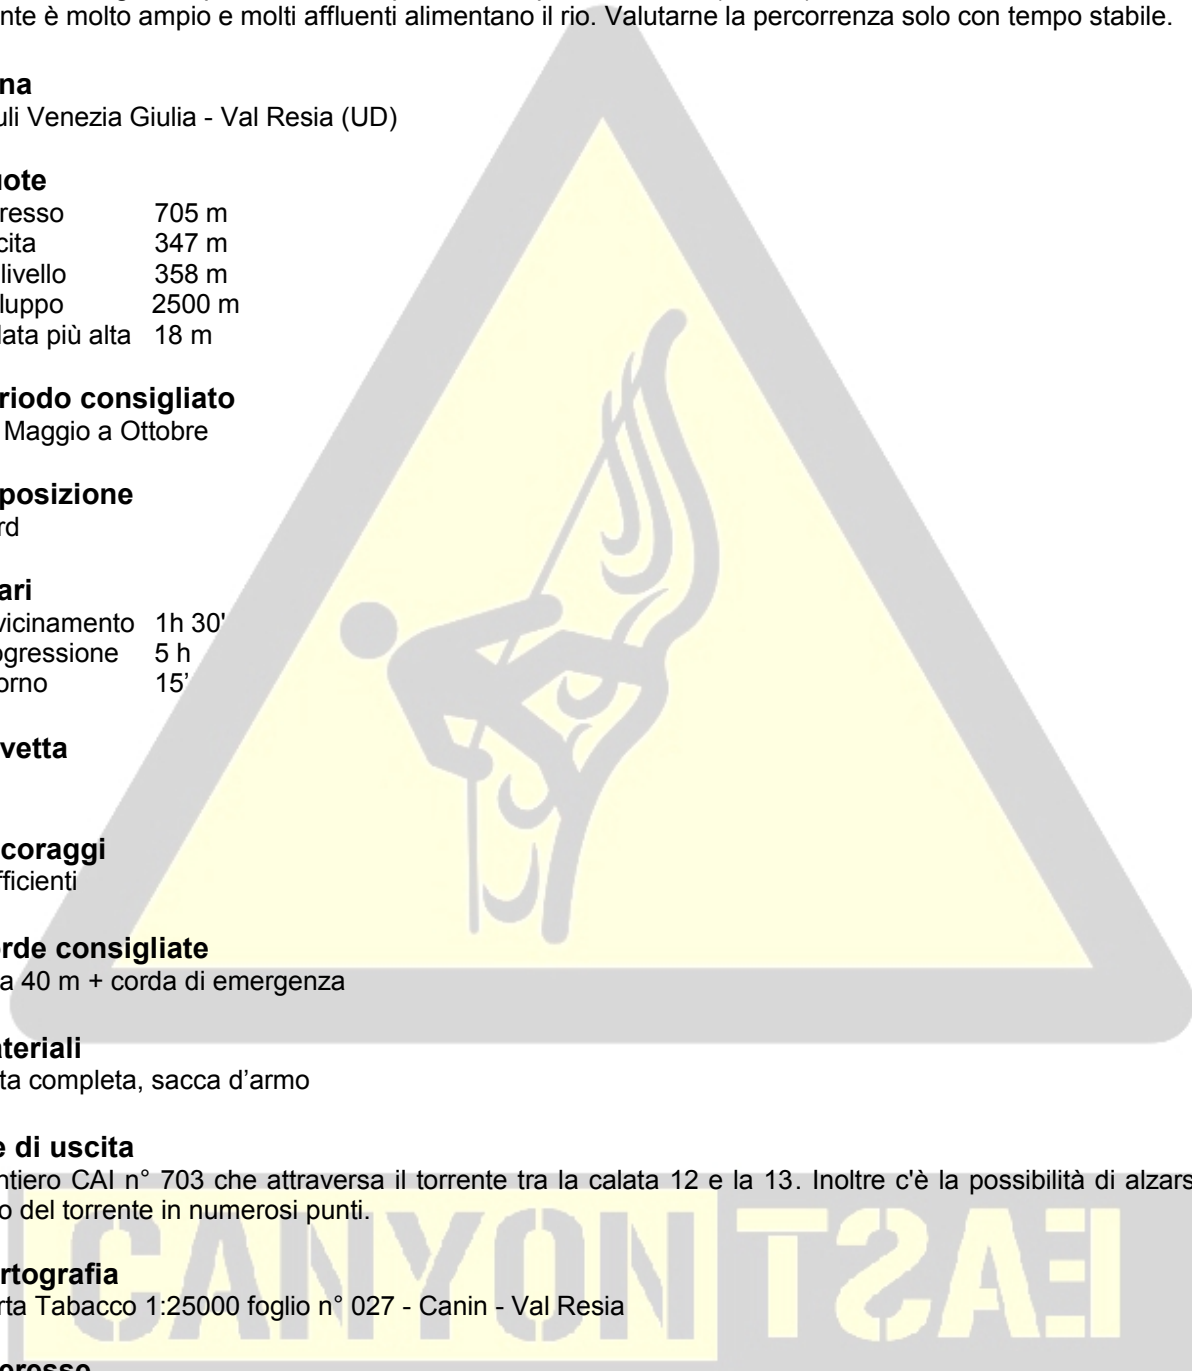 nte è molto ampio e molti affluenti alimentano il rio. Valutarne la percorrenza solo con tempo stabile.
na
uli Venezia Giulia - Val Resia (UD)
uote
resso 705 m
cita 347 m
livello 358 m
luppo 2500 m
lata più alta 18 m
riodo consigliato
Maggio a Ottobre
posizione
rd
ari
vicinamento 1h 30'
ogressione 5 h
orno 15’
vetta
coraggi
fficienti
rde consigliate
a 40 m + corda di emergenza
ateriali
ta completa, sacca d’armo
e di uscita
ntiero CAI n° 703 che attraversa il torrente tra la calata 12 e la 13. Inoltre c'è la possibilità di alzars
o del torrente in numerosi punti.
rtografia
rta Tabacco 1:25000 foglio n° 027 - Canin - Val Resia
CANYON EAST
eresse